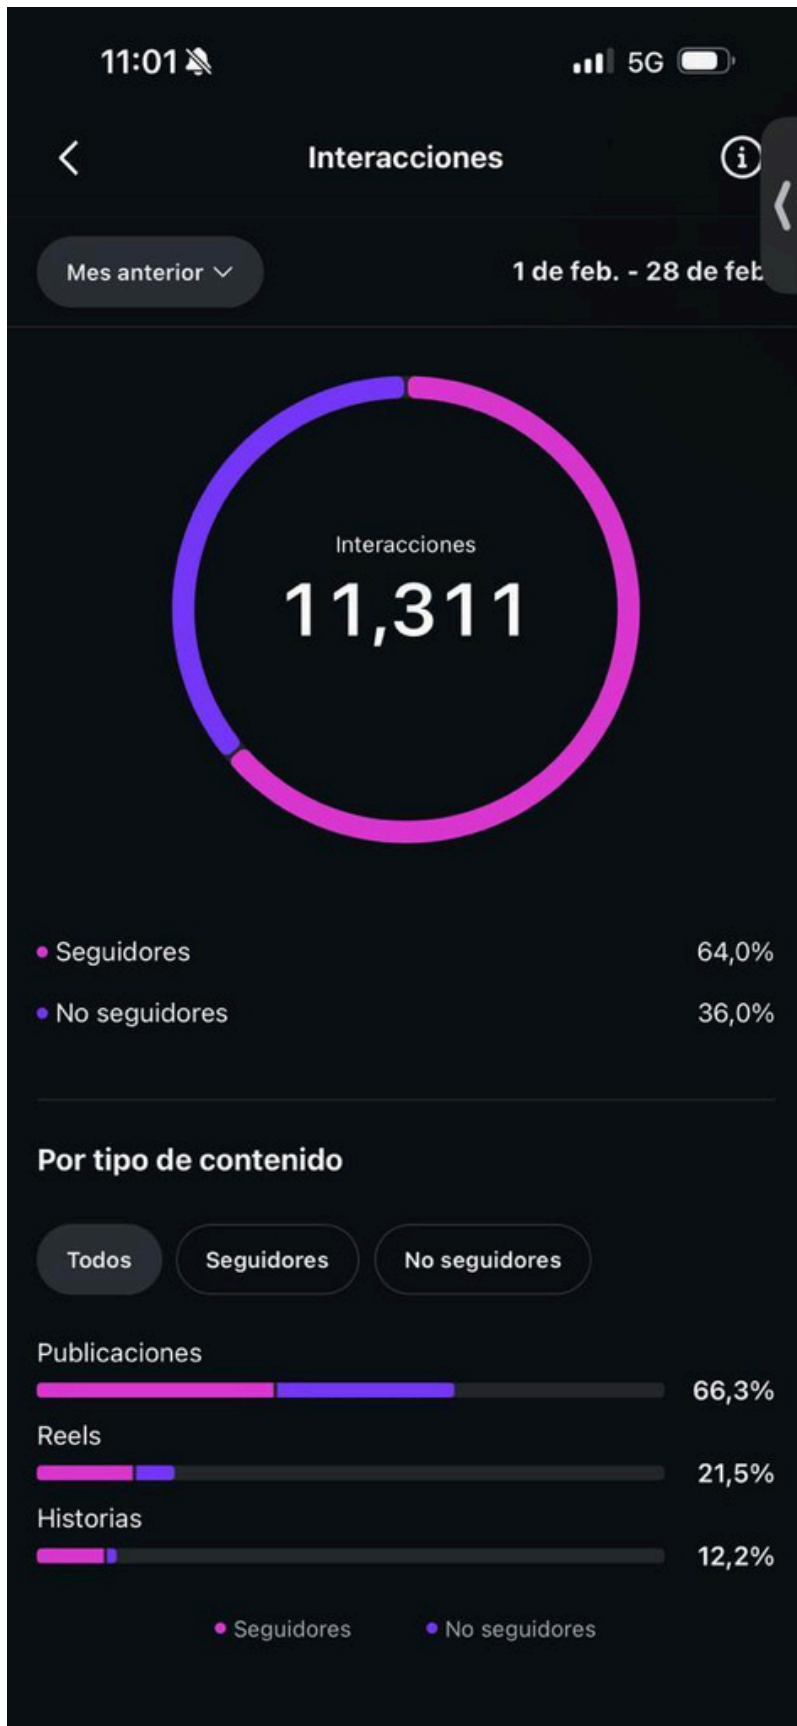 11:01
5G
Interacciones
Mes anterior
1 de feb. - 28 de feb
Interacciones
11,311
Seguidores 64,0%
No seguidores 36,0%
Por tipo de contenido
Todos Seguidores No seguidores
Publicaciones
66,3%
Reels
21,5%
Historias
12,2%
Seguidores No seguidores